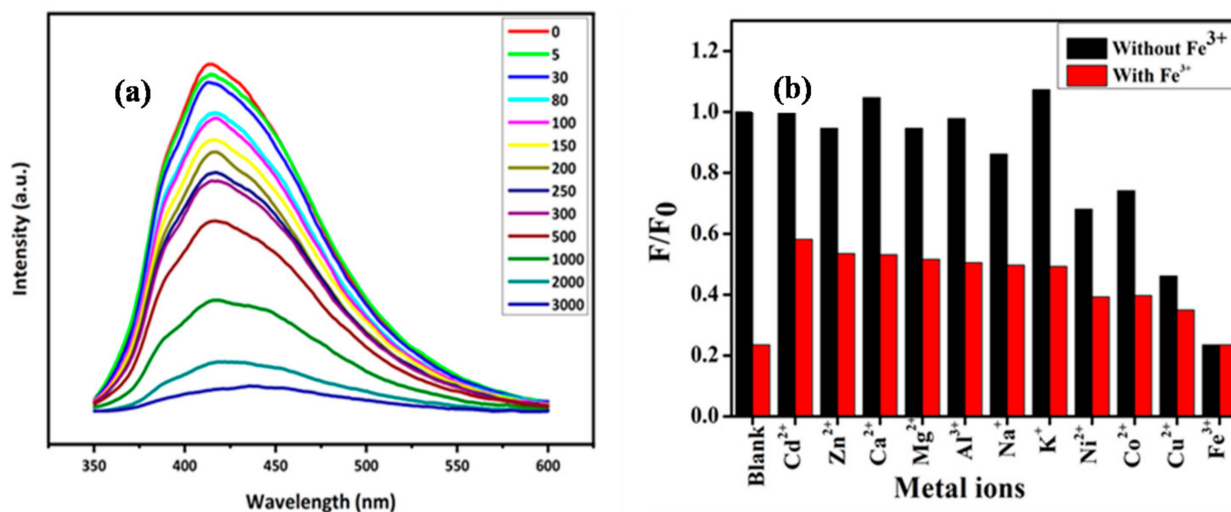 (a)
Intensity (a.u.)
0
5
30
80
100
150
200
250
300
500
1000
2000
3000
350 400 450 500 550 600
Wavelength (nm)
(b)
Without Fe³⁺
With Fe³⁺
F/F₀
1.2
1.0
0.8
0.6
0.4
0.2
0.0
Blank Cd²⁺ Zn²⁺ Ca²⁺ Mg²⁺ Al³⁺ Na⁺ K⁺ Ni²⁺ Co²⁺ Cu²⁺ Fe³⁺
Metal ions